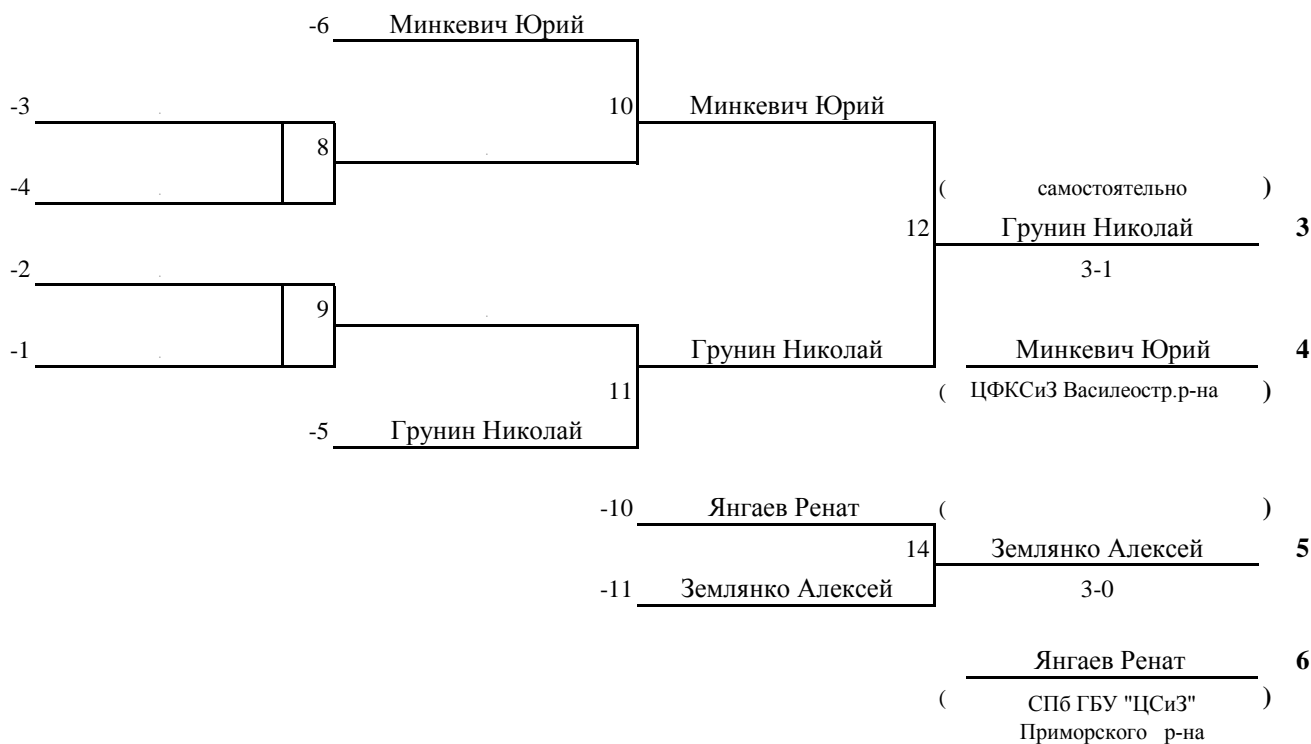 -6 Минкевич Юрий
-3 10 Минкевич Юрий
8
-4 ( самостоятельно )
12 Грунин Николай 3
-2 3-1
9
-1 Грунин Николай Минкевич Юрий 4
11 ( ЦФКСиЗ Василеостр.р-на )
-5 Грунин Николай
-10 Янгаев Ренат ( )
14 Землянко Алексей 5
-11 Землянко Алексей 3-0
Янгаев Ренат 6
( СПб ГБУ "ЦСиЗ" )
Приморского р-на